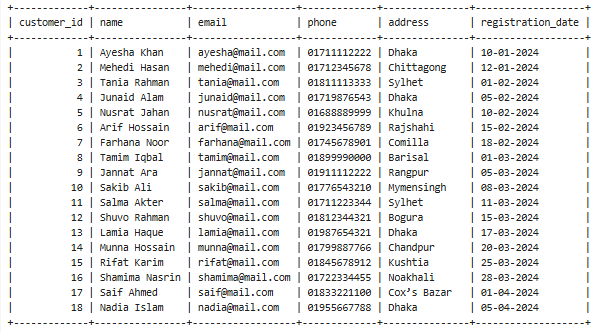 +-------------+----------------+------------------+-------------+-------------+-------------------+
| customer_id | name           | email            | phone       | address     | registration_date |
+-------------+----------------+------------------+-------------+-------------+-------------------+
|           1 | Ayesha Khan    | ayesha@mail.com  | 01711112222 | Dhaka       | 10-01-2024        |
|           2 | Mehedi Hasan   | mehedi@mail.com  | 01712345678 | Chittagong  | 12-01-2024        |
|           3 | Tania Rahman   | tania@mail.com   | 01811113333 | Sylhet      | 01-02-2024        |
|           4 | Junaid Alam    | junaid@mail.com  | 01719876543 | Dhaka       | 05-02-2024        |
|           5 | Nusrat Jahan   | nusrat@mail.com  | 01688889999 | Khulna      | 10-02-2024        |
|           6 | Arif Hossain   | arif@mail.com    | 01923456789 | Rajshahi    | 15-02-2024        |
|           7 | Farhana Noor   | farhana@mail.com | 01745678901 | Comilla     | 18-02-2024        |
|           8 | Tamim Iqbal    | tamim@mail.com   | 01899990000 | Barisal     | 01-03-2024        |
|           9 | Jannat Ara     | jannat@mail.com  | 01911112222 | Rangpur     | 05-03-2024        |
|          10 | Sakib Ali      | sakib@mail.com   | 01776543210 | Mymensingh  | 08-03-2024        |
|          11 | Salma Akter    | salma@mail.com   | 01711223344 | Sylhet      | 11-03-2024        |
|          12 | Shuvo Rahman   | shuvo@mail.com   | 01812344321 | Bogura      | 15-03-2024        |
|          13 | Lamia Haque    | lamia@mail.com   | 01987654321 | Dhaka       | 17-03-2024        |
|          14 | Munna Hossain  | munna@mail.com   | 01799887766 | Chandpur    | 20-03-2024        |
|          15 | Rifat Karim    | rifat@mail.com   | 01845678912 | Kushtia     | 25-03-2024        |
|          16 | Shamima Nasrin | shamima@mail.com | 01722334455 | Noakhali    | 28-03-2024        |
|          17 | Saif Ahmed     | saif@mail.com    | 01833221100 | Cox’s Bazar | 01-04-2024        |
|          18 | Nadia Islam    | nadia@mail.com   | 01955667788 | Dhaka       | 05-04-2024        |
+-------------+----------------+------------------+-------------+-------------+-------------------+